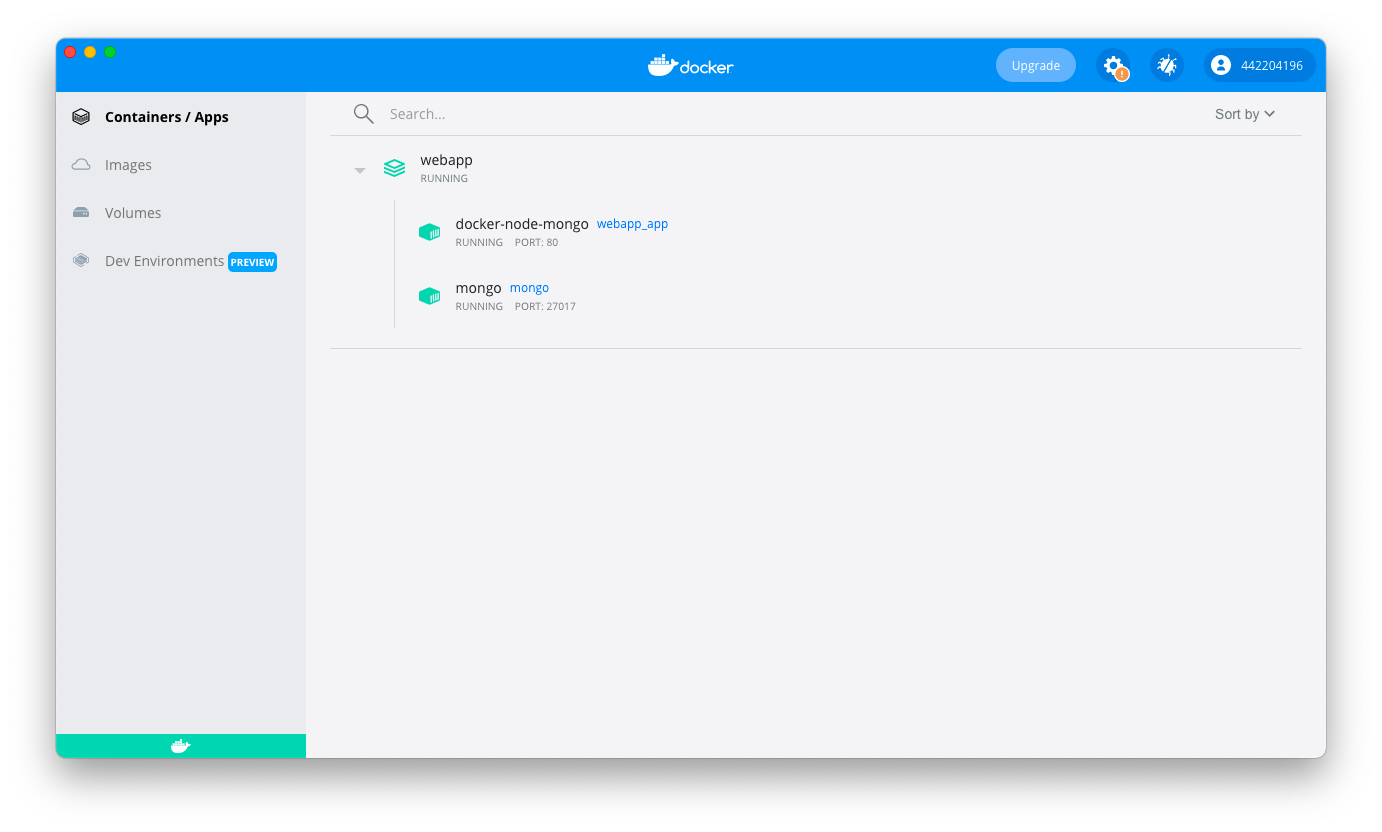 docker
Upgrade
442204196
Containers / Apps
Images
Volumes
Dev Environments PREVIEW
Search...
Sort by
webapp
RUNNING
docker-node-mongo webapp_app
RUNNING PORT: 80
mongo mongo
RUNNING PORT: 27017